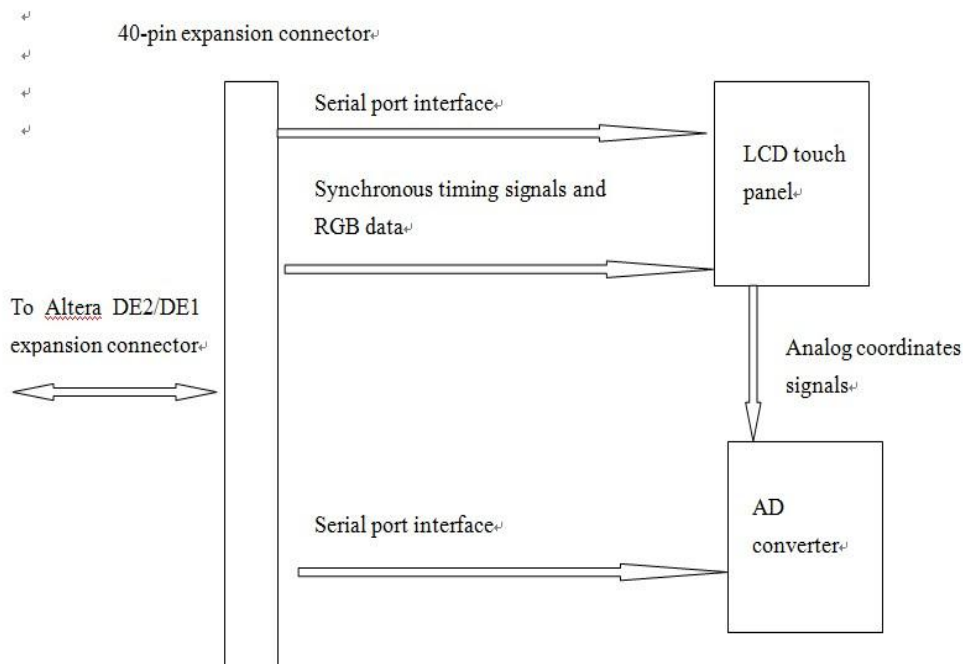 40-pin expansion connector↵
Serial port interface↵
LCD touch
panel↵
Synchronous timing signals and
RGB data↵
To Altera DE2/DE1
expansion connector↵
Analog coordinates
signals↵
AD
converter↵
Serial port interface↵